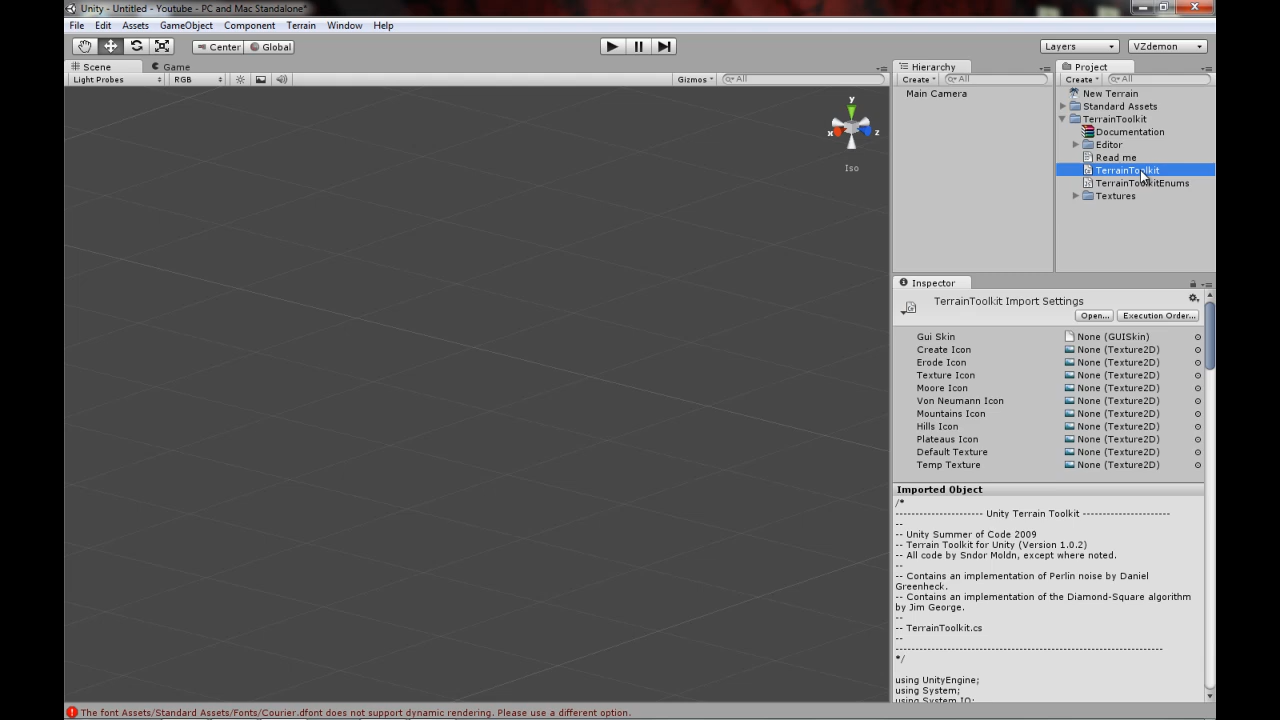 Unity - Untitled - Youtube - PC and Mac Standalone*
File Edit Assets GameObject Component Terrain Window Help
Center Global Layers VZdemon
Scene Game Hierarchy Project
Light Probes RGB Gizmos All Create All Create All
Main Camera
New Terrain
Standard Assets
TerrainToolkit
Documentation
Editor
Read me
TerrainToolkit
TerrainToolkitEnums
Textures
y
x z
Iso
Inspector
TerrainToolkit Import Settings
Open... Execution Order...
Gui Skin None (GUISkin)
Create Icon None (Texture2D)
Erode Icon None (Texture2D)
Texture Icon None (Texture2D)
Moore Icon None (Texture2D)
Von Neumann Icon None (Texture2D)
Mountains Icon None (Texture2D)
Hills Icon None (Texture2D)
Plateaus Icon None (Texture2D)
Default Texture None (Texture2D)
Temp Texture None (Texture2D)
Imported Object
/*
--------------------- Unity Terrain Toolkit ---------------------
--
-- Unity Summer of Code 2009
-- Terrain Toolkit for Unity (Version 1.0.2)
-- All code by Sndor Moldn, except where noted.
--
-- Contains an implementation of Perlin noise by Daniel
Greenheck.
-- Contains an implementation of the Diamond-Square algorithm
by Jim George.
--
-- TerrainToolkit.cs
--
----------------------------------------------------------------
*/
using UnityEngine;
using System;
using System.IO;
The font Assets/Standard Assets/Fonts/Courier.dfont does not support dynamic rendering. Please use a different option.